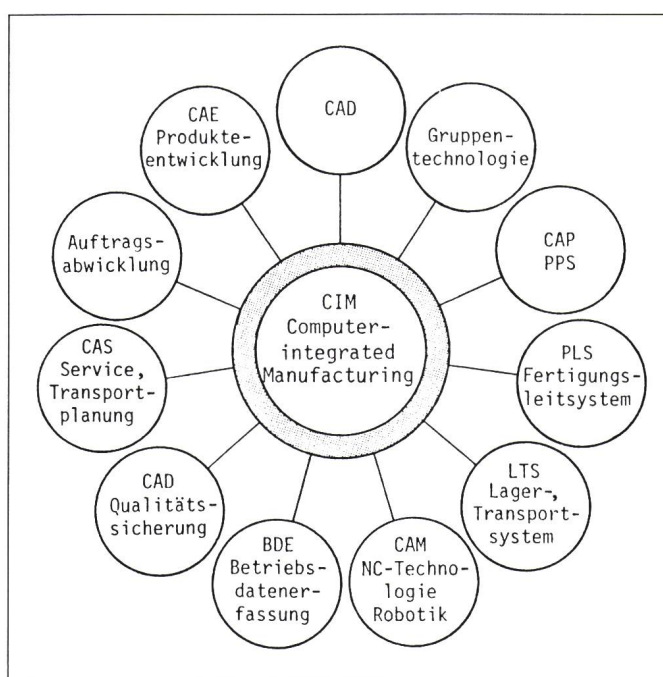 CAD
Gruppen-
technologie
CAP
PPS
PLS
Fertigungs-
leitsystem
LTS
Lager-,
Transport-
system
CAM
NC-Techno-
logie
Robotik
BDE
Betriebs-
datener-
fassung
CAD
Qualitäts-
sicherung
CAS
Service,
Transport-
planung
Auftrags-
abwicklung
CAE
Produkte-
entwicklung
CIM
Computer-
integrated
Manufacturing